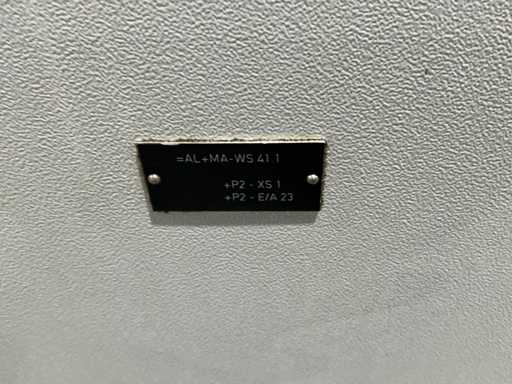 =AL+MA-WS 41.1
+P2 - XS 1
+P2 - E/A 23